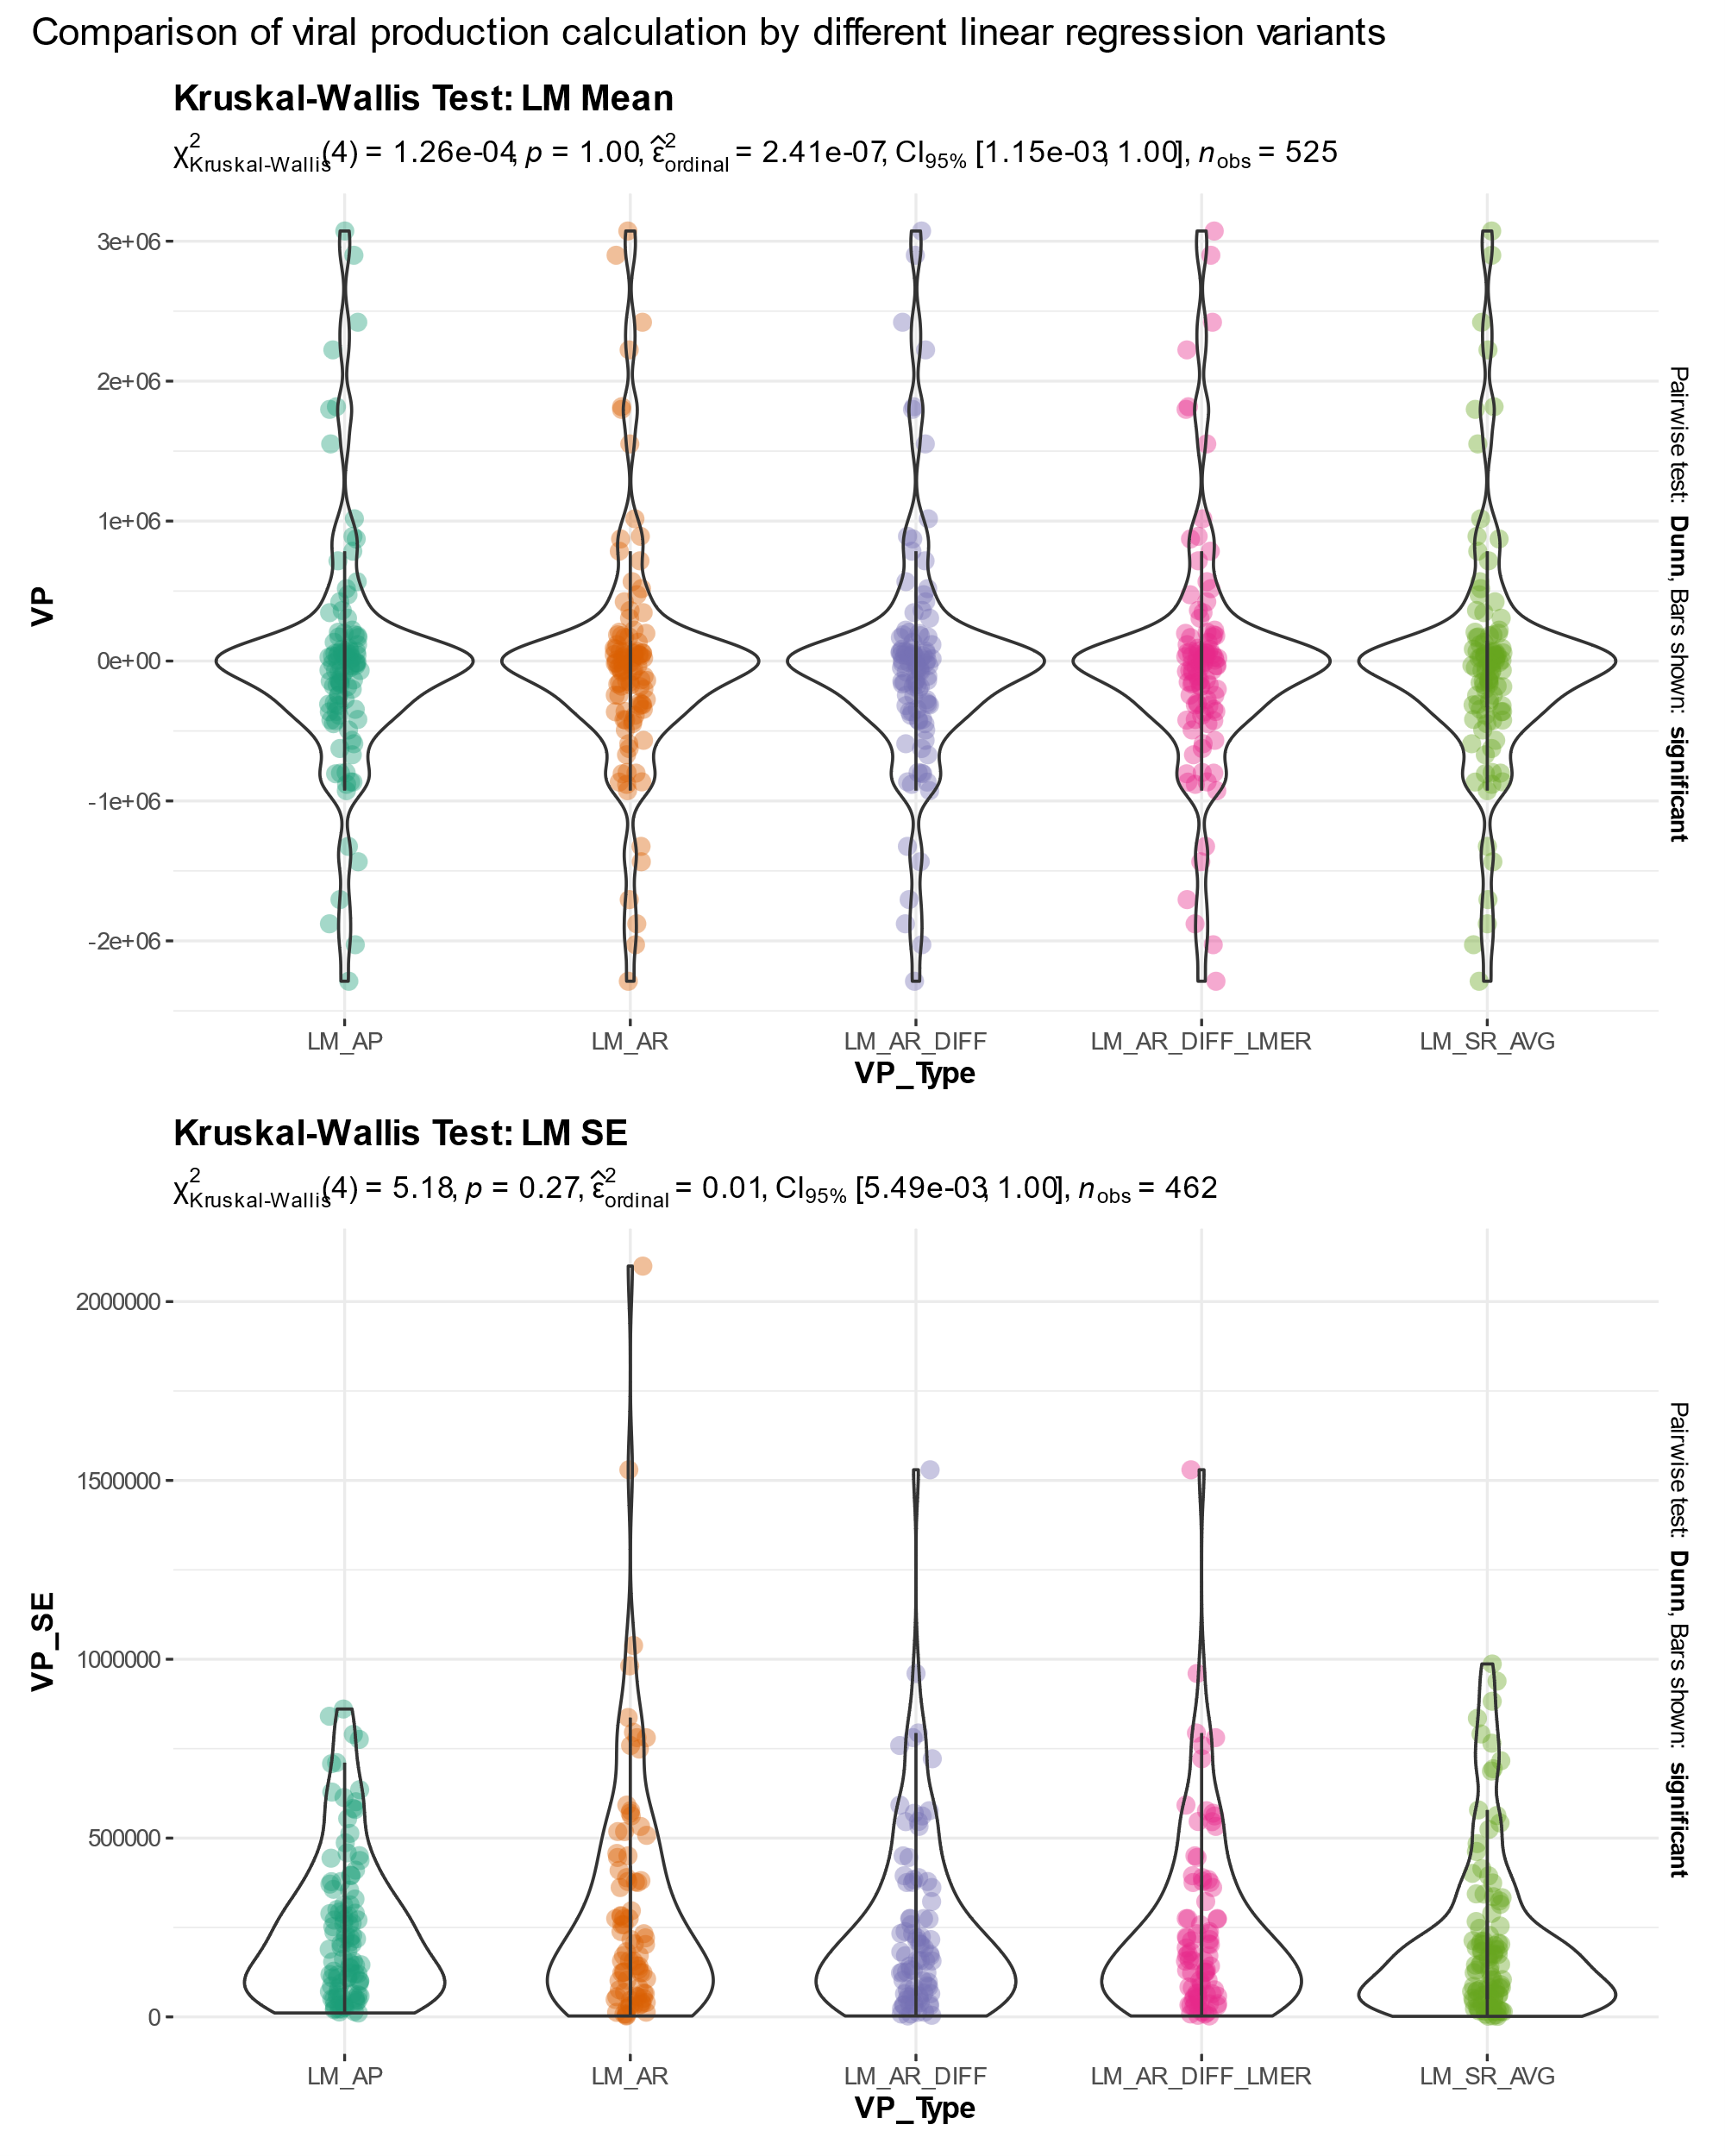 Comparison of viral production calculation by different linear regression variants
Kruskal-Wallis Test: LM Mean
χ²Kruskal-Wallis(4) = 1.26e-04, p = 1.00, ε̂²ordinal = 2.41e-07, CI95% [1.15e-03, 1.00], nobs = 525
VP
3e+06
2e+06
1e+06
0e+00
-1e+06
-2e+06
LM_AP LM_AR LM_AR_DIFF LM_AR_DIFF_LMER LM_SR_AVG
VP_Type
Pairwise test: Dunn, Bars shown: significant
Kruskal-Wallis Test: LM SE
χ²Kruskal-Wallis(4) = 5.18, p = 0.27, ε̂²ordinal = 0.01, CI95% [5.49e-03, 1.00], nobs = 462
VP_SE
2000000
1500000
1000000
500000
0
LM_AP LM_AR LM_AR_DIFF LM_AR_DIFF_LMER LM_SR_AVG
VP_Type
Pairwise test: Dunn, Bars shown: significant